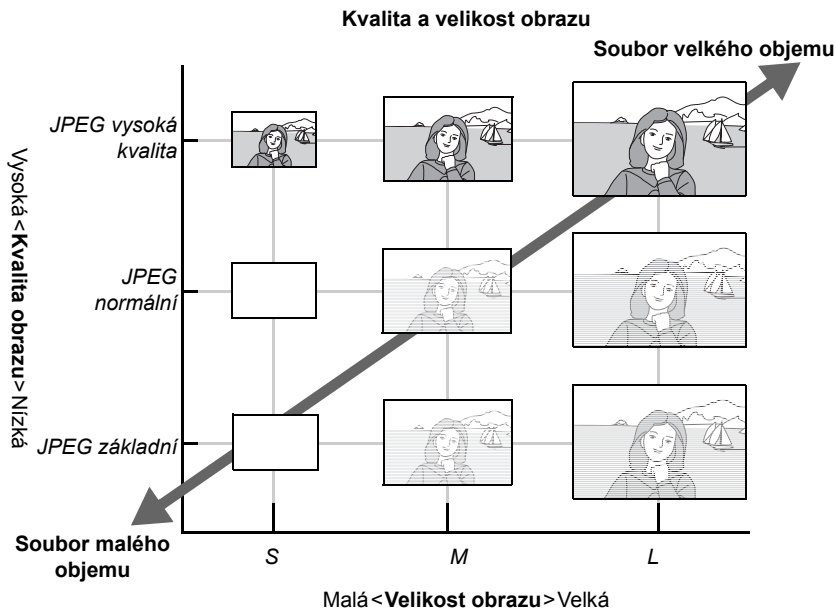 Kvalita a velikost obrazu
Soubor velkého objemu
JPEG vysoká
kvalita
JPEG
normální
JPEG základní
Vysoká<Kvalita obrazu>Nízká
Soubor malého
objemu
S
M
L
Malá<Velikost obrazu>Velká